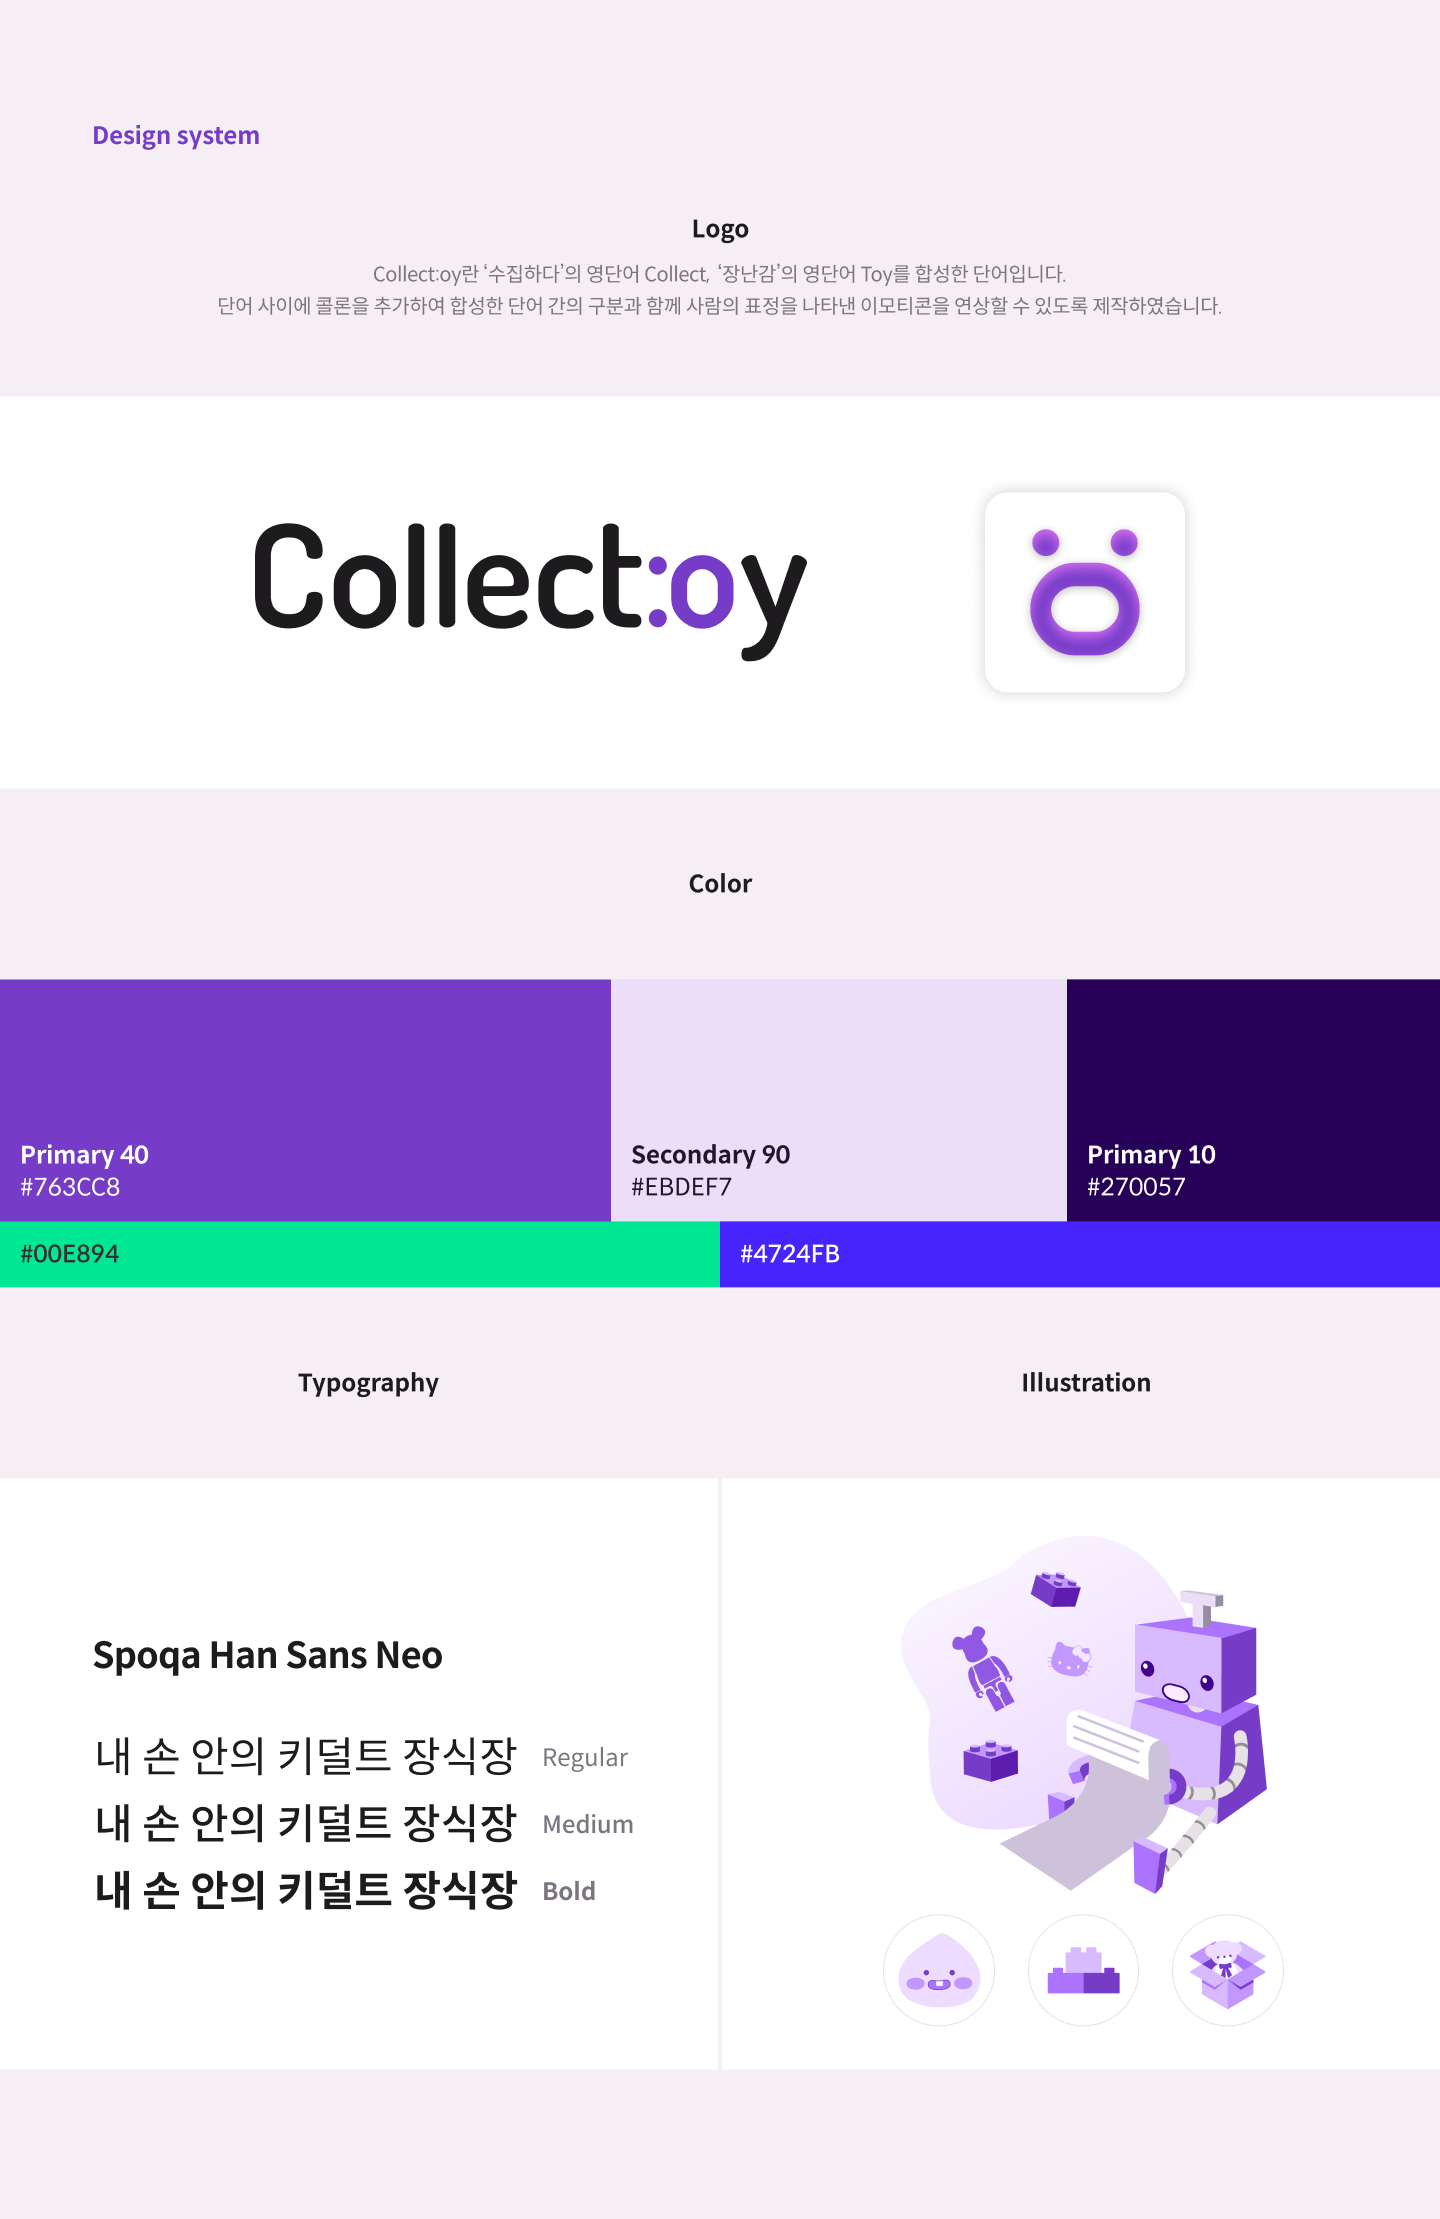 Design system
Logo
Collect:oy란 ‘수집하다’의 영단어 Collect, ‘장난감’의 영단어 Toy를 합성한 단어입니다.
단어 사이에 콜론을 추가하여 합성한 단어 간의 구분과 함께 사람의 표정을 나타낸 이모티콘을 연상할 수 있도록 제작하였습니다.
Collect:oy
Color
Primary 40
#763CC8
Secondary 90
#EBDEF7
Primary 10
#270057
#00E894
#4724FB
Typography
Illustration
Spoqa Han Sans Neo
내 손 안의 키덜트 장식장 Regular
내 손 안의 키덜트 장식장 Medium
내 손 안의 키덜트 장식장 Bold